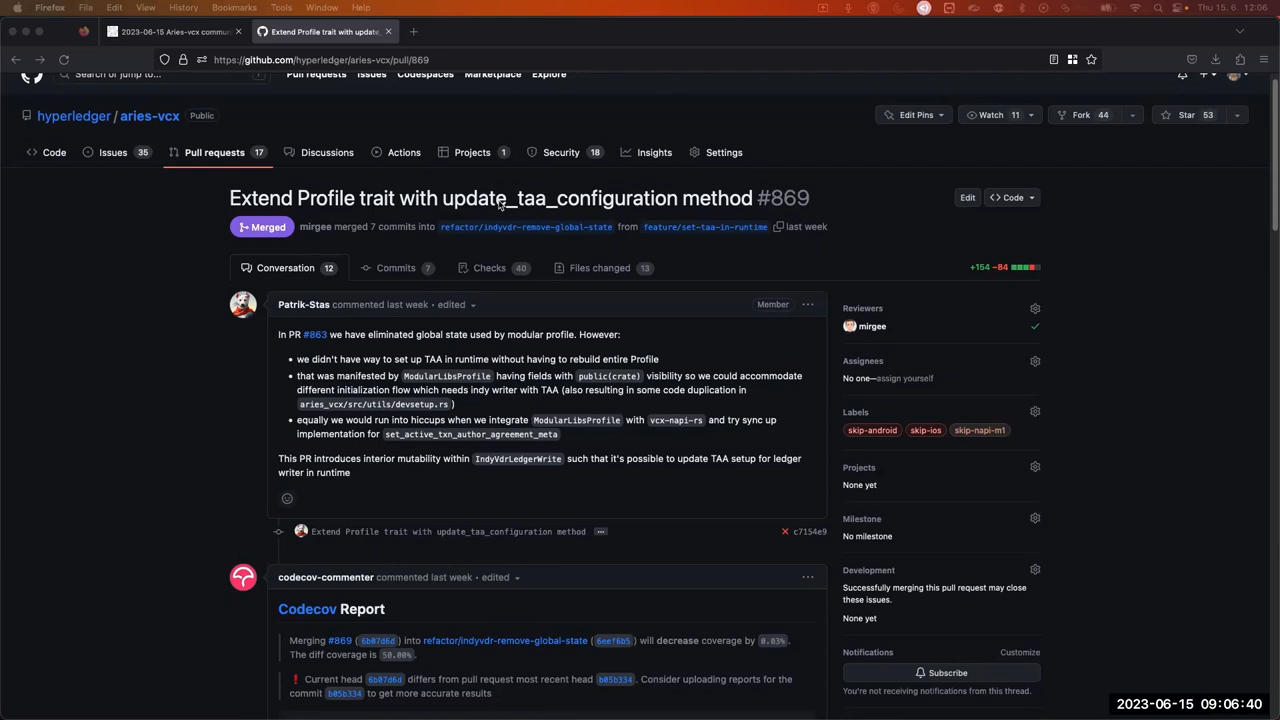 Firefox File Edit View History Bookmarks Tools Window Help Thu 15. 6. 12:06
2023-06-15 Aries-vcx commun Extend Profile trait with update_
https://github.com/hyperledger/aries-vcx/pull/869
Search or jump to... Pull requests Issues Codespaces Marketplace Explore
hyperledger / aries-vcx Public Edit Pins Watch 11 Fork 44 Star 53
Code Issues 35 Pull requests 17 Discussions Actions Projects 1 Security 18 Insights Settings
Extend Profile trait with update_taa_configuration method #869 Edit Code
Merged mirgee merged 7 commits into refactor/indyvdr-remove-global-state from feature/set-taa-in-runtime last week
Conversation 12 Commits 7 Checks 40 Files changed 13 +154 −84
Patrik-Stas commented last week • edited Member
In PR #863 we have eliminated global state used by modular profile. However:
• we didn't have way to set up TAA in runtime without having to rebuild entire Profile
• that was manifested by ModularLibsProfile having fields with public(crate) visibility so we could accommodate
different initialization flow which needs indy writer with TAA (also resulting in some code duplication in
aries_vcx/src/utils/devsetup.rs)
• equally we would run into hiccups when we integrate ModularLibsProfile with vcx-napi-rs and try sync up
implementation for set_active_txn_author_agreement_meta
This PR introduces interior mutability within IndyVdrLedgerWrite such that it's possible to update TAA setup for ledger
writer in runtime
Extend Profile trait with update_taa_configuration method ... c7154e9
codecov-commenter commented last week • edited
Codecov Report
Merging #869 (6b07d6d) into refactor/indyvdr-remove-global-state (6eef6b5) will decrease coverage by 0.03%.
The diff coverage is 50.00%.
❗ Current head 6b07d6d differs from pull request most recent head b05b334. Consider uploading reports for the
commit b05b334 to get more accurate results
Reviewers
mirgee
Assignees
No one—assign yourself
Labels
skip-android skip-ios skip-napi-m1
Projects
None yet
Milestone
No milestone
Development
Successfully merging this pull request may close
these issues.
None yet
Notifications Customize
Subscribe
You're not receiving notifications from this thread.
2023-06-15 09:06:40